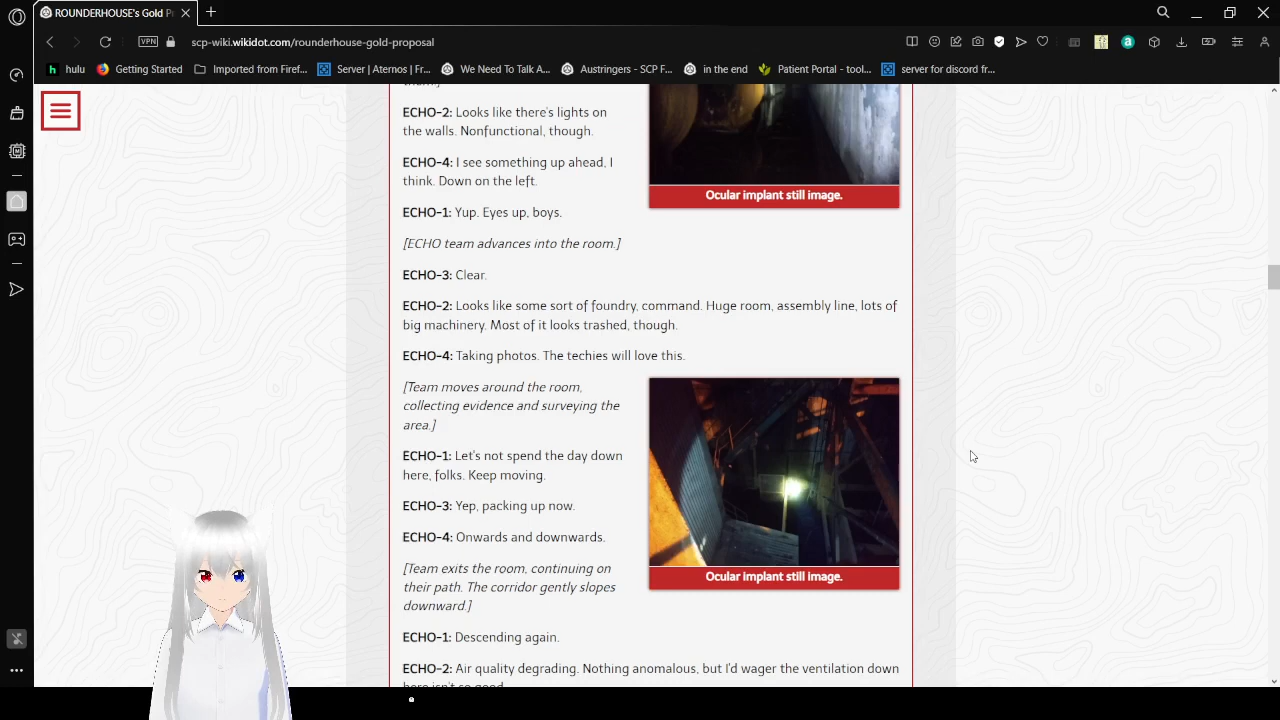 ROUNDERHOUSE's Gold P
VPN
scp-wiki.wikidot.com/rounderhouse-gold-proposal
hulu
Getting Started
Imported from Firef...
Server | Aternos | Fr...
We Need To Talk A...
Austringers - SCP F...
in the end
Patient Portal - tool...
server for discord fr...
ECHO-2: Looks like there's lights on
the walls. Nonfunctional, though.
ECHO-4: I see something up ahead, I
think. Down on the left.
Ocular implant still image.
ECHO-1: Yup. Eyes up, boys.
[ECHO team advances into the room.]
ECHO-3: Clear.
ECHO-2: Looks like some sort of foundry, command. Huge room, assembly line, lots of
big machinery. Most of it looks trashed, though.
ECHO-4: Taking photos. The techies will love this.
[Team moves around the room,
collecting evidence and surveying the
area.]
ECHO-1: Let's not spend the day down
here, folks. Keep moving.
ECHO-3: Yep, packing up now.
ECHO-4: Onwards and downwards.
[Team exits the room, continuing on
their path. The corridor gently slopes
downward.]
Ocular implant still image.
ECHO-1: Descending again.
ECHO-2: Air quality degrading. Nothing anomalous, but I'd wager the ventilation down
here isn't so good.